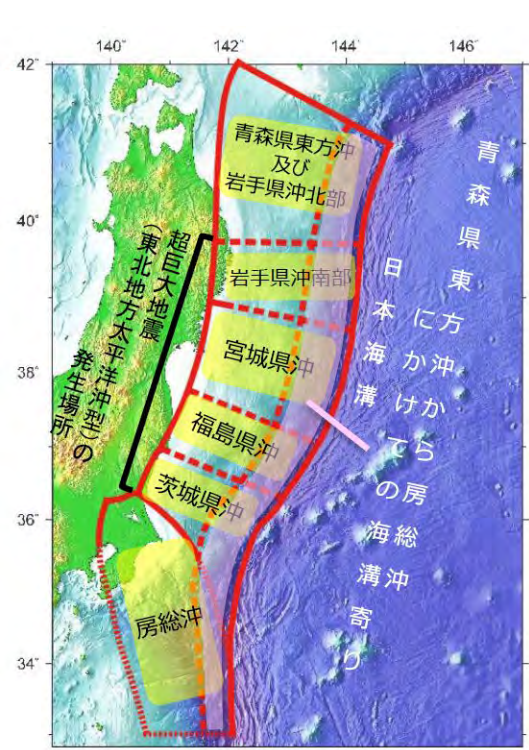 140°
142°
144°
146°
42°
40°
38°
36°
34°
青森県東方沖
及び
岩手県沖北部
岩手県沖南部
宮城県沖
福島県沖
茨城県沖
房総沖
超巨大地震
(東北地方太平洋沖型)の
発生場所
日本海溝
青森県東方沖から房総沖
にかけての海溝寄り